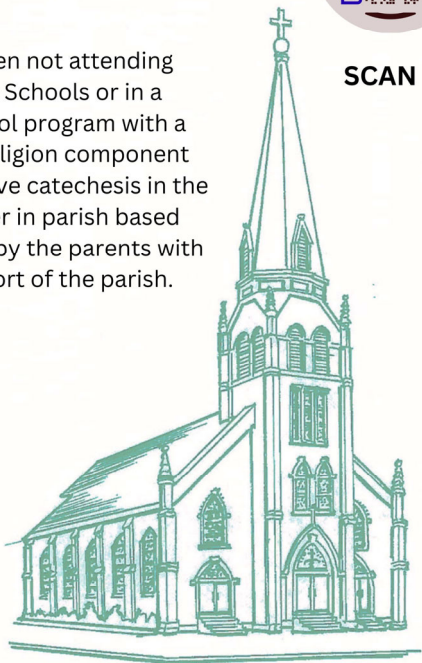 en not attending
SCAN
Schools or in a
ol program with a
ligion component
ve catechesis in the
r in parish based
by the parents with
ort of the parish.